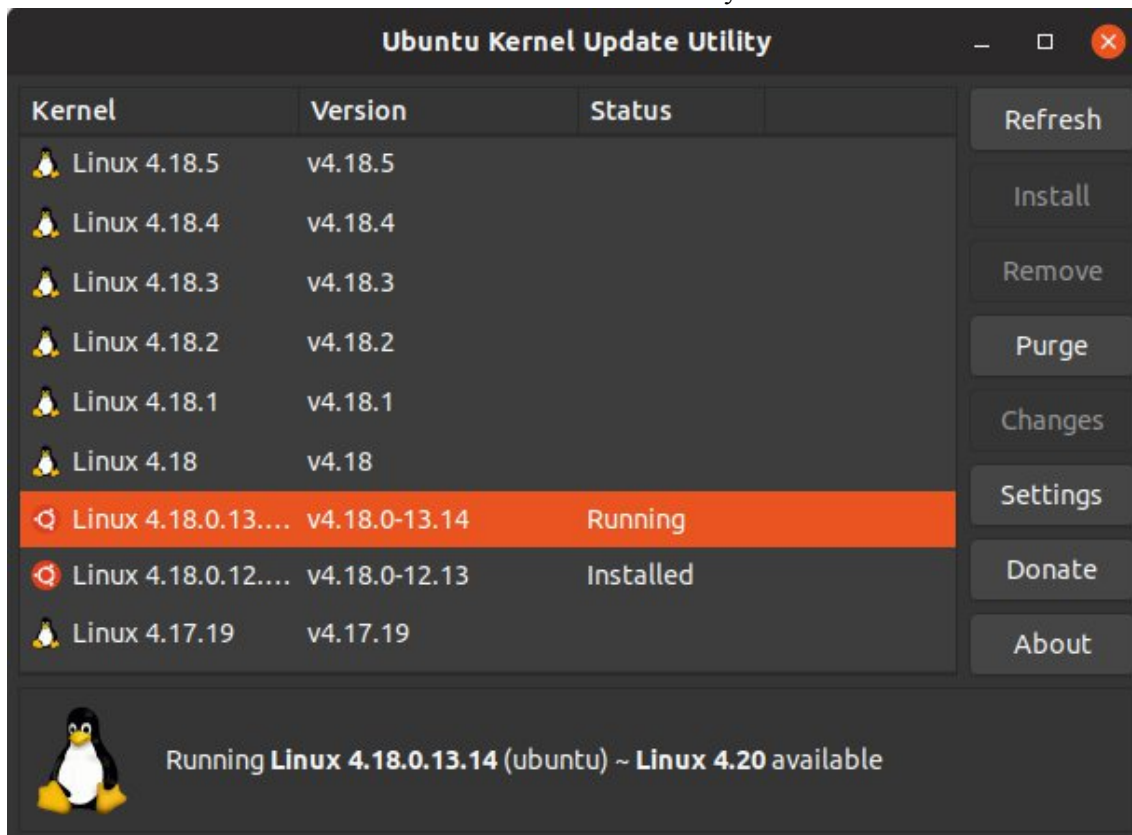 Ubuntu Kernel Update Utility
Kernel Version Status
Linux 4.18.5 v4.18.5
Linux 4.18.4 v4.18.4
Linux 4.18.3 v4.18.3
Linux 4.18.2 v4.18.2
Linux 4.18.1 v4.18.1
Linux 4.18 v4.18
Linux 4.18.0.13.... v4.18.0-13.14 Running
Linux 4.18.0.12.... v4.18.0-12.13 Installed
Linux 4.17.19 v4.17.19
Refresh
Install
Remove
Purge
Changes
Settings
Donate
About
Running Linux 4.18.0.13.14 (ubuntu) ~ Linux 4.20 available